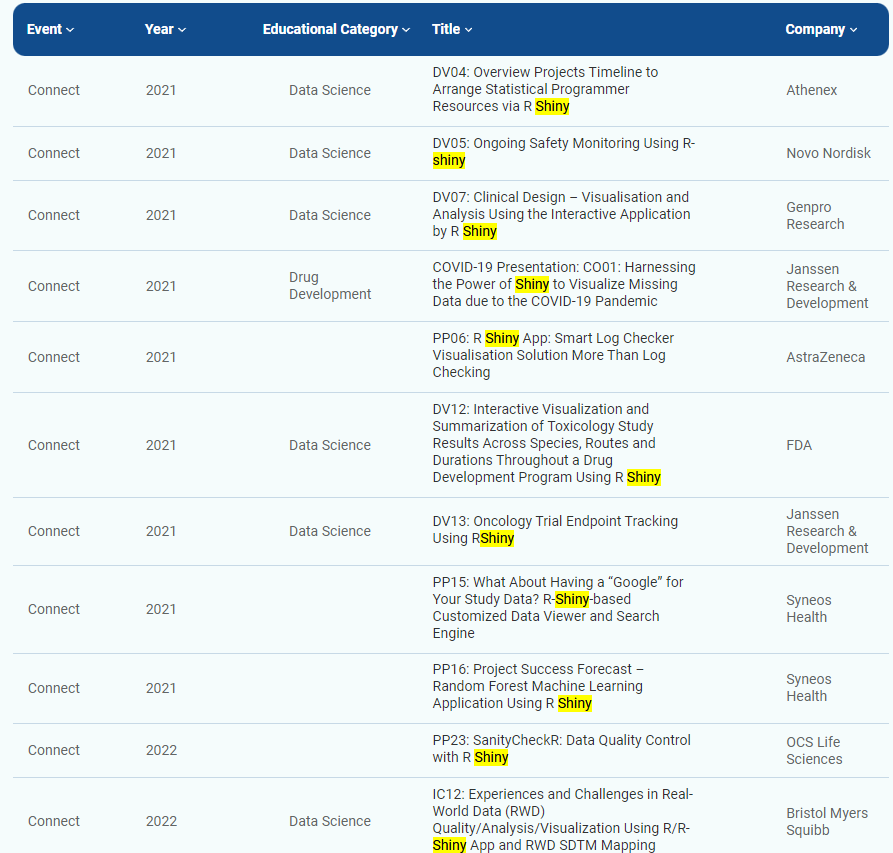 Event Year Educational Category Title Company
Connect 2021 Data Science DV04: Overview Projects Timeline to
Arrange Statistical Programmer
Resources via R Shiny Athenex
Connect 2021 Data Science DV05: Ongoing Safety Monitoring Using R-
shiny Novo Nordisk
Connect 2021 Data Science DV07: Clinical Design – Visualisation and
Analysis Using the Interactive Application
by R Shiny Genpro
Research
Connect 2021 Drug
Development COVID-19 Presentation: CO01: Harnessing
the Power of Shiny to Visualize Missing
Data due to the COVID-19 Pandemic Janssen
Research &
Development
Connect 2021 PP06: R Shiny App: Smart Log Checker
Visualisation Solution More Than Log
Checking AstraZeneca
Connect 2021 Data Science DV12: Interactive Visualization and
Summarization of Toxicology Study
Results Across Species, Routes and
Durations Throughout a Drug
Development Program Using R Shiny FDA
Connect 2021 Data Science DV13: Oncology Trial Endpoint Tracking
Using RShiny Janssen
Research &
Development
Connect 2021 PP15: What About Having a “Google” for
Your Study Data? R-Shiny-based
Customized Data Viewer and Search
Engine Syneos
Health
Connect 2021 PP16: Project Success Forecast –
Random Forest Machine Learning
Application Using R Shiny Syneos
Health
Connect 2022 PP23: SanityCheckR: Data Quality Control
with R Shiny OCS Life
Sciences
Connect 2022 Data Science IC12: Experiences and Challenges in Real-
World Data (RWD)
Quality/Analysis/Visualization Using R/R-
Shiny App and RWD SDTM Mapping Bristol Myers
Squibb